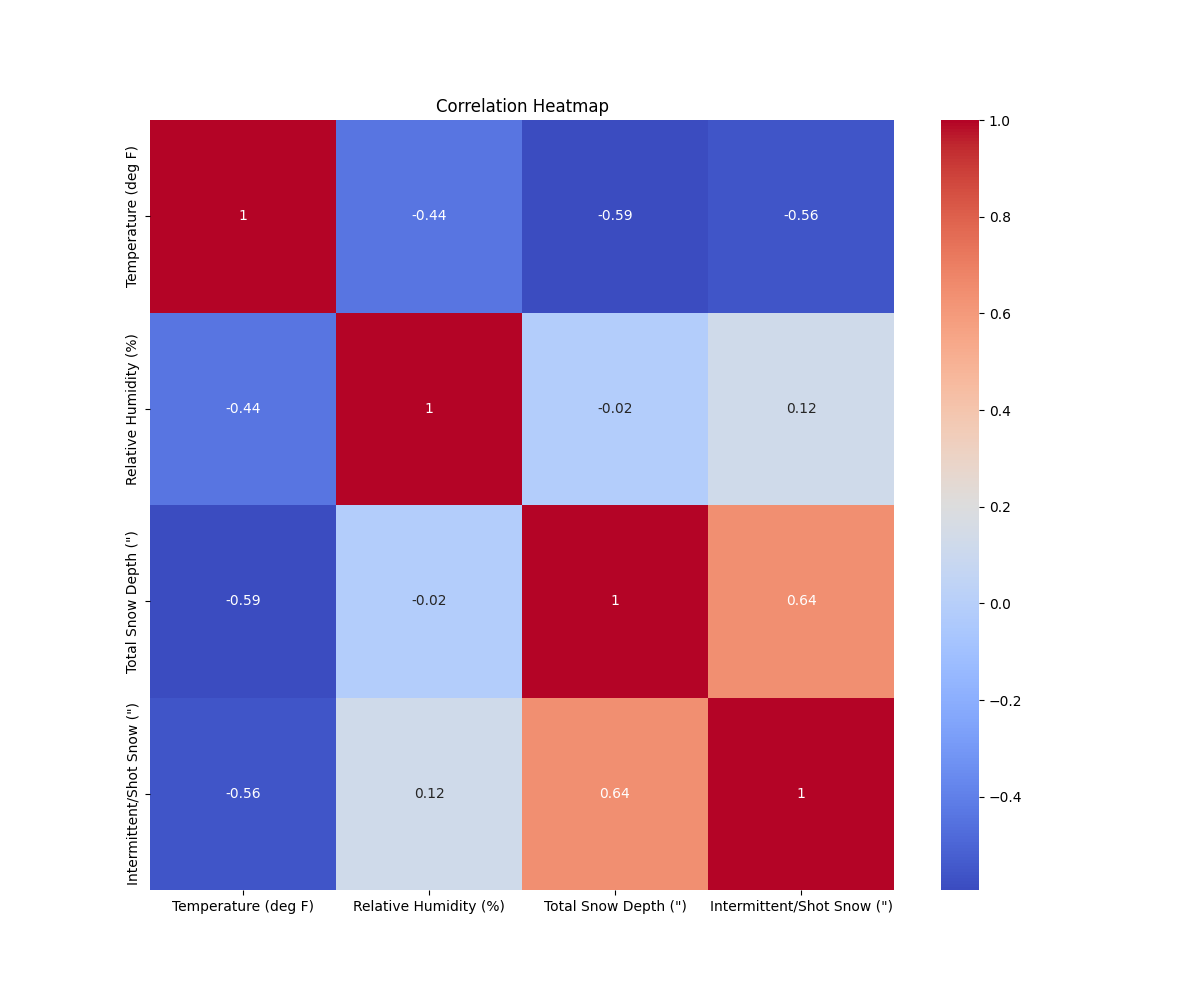 Correlation Heatmap
Temperature (deg F)
1
-0.44
-0.59
-0.56
Relative Humidity (%)
-0.44
1
-0.02
0.12
Total Snow Depth (")
-0.59
-0.02
1
0.64
Intermittent/Shot Snow (")
-0.56
0.12
0.64
1
Temperature (deg F)
Relative Humidity (%)
Total Snow Depth (")
Intermittent/Shot Snow (")
1.0
0.8
0.6
0.4
0.2
0.0
−0.2
−0.4